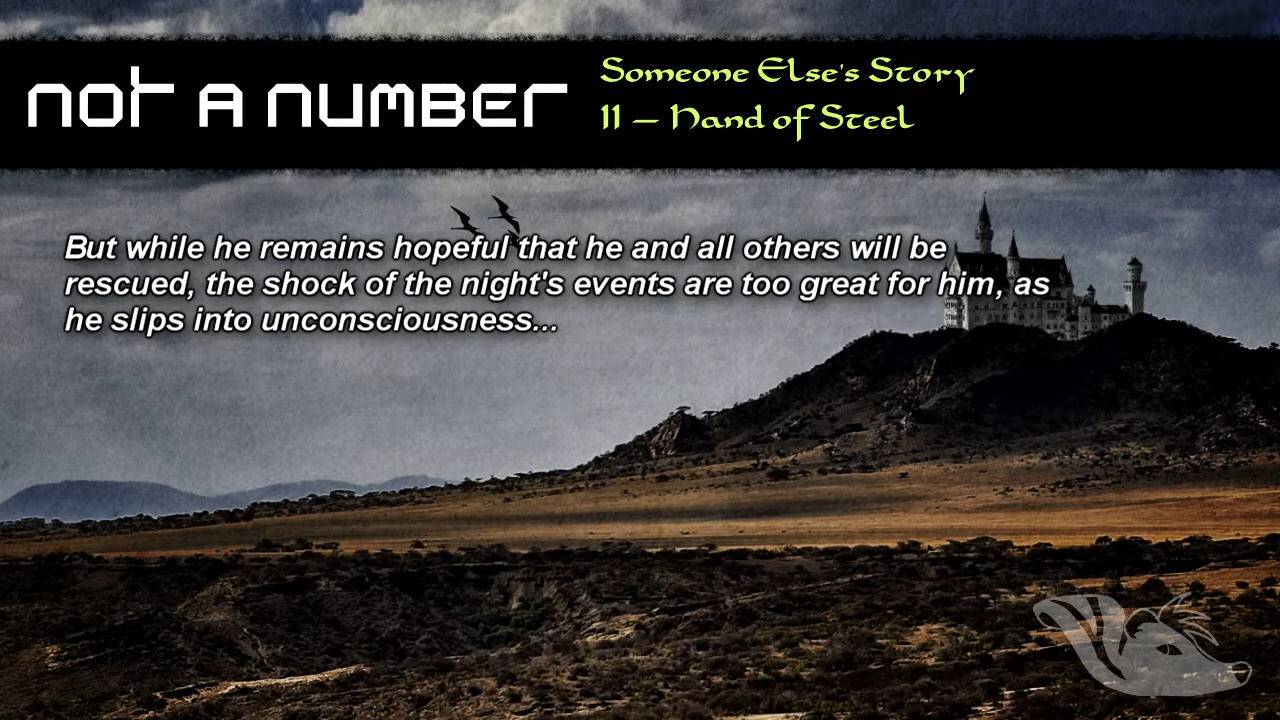 not a number
Someone Else's Story
II – Hand of Steel
But while he remains hopeful that he and all others will be
rescued, the shock of the night's events are too great for him, as
he slips into unconsciousness...